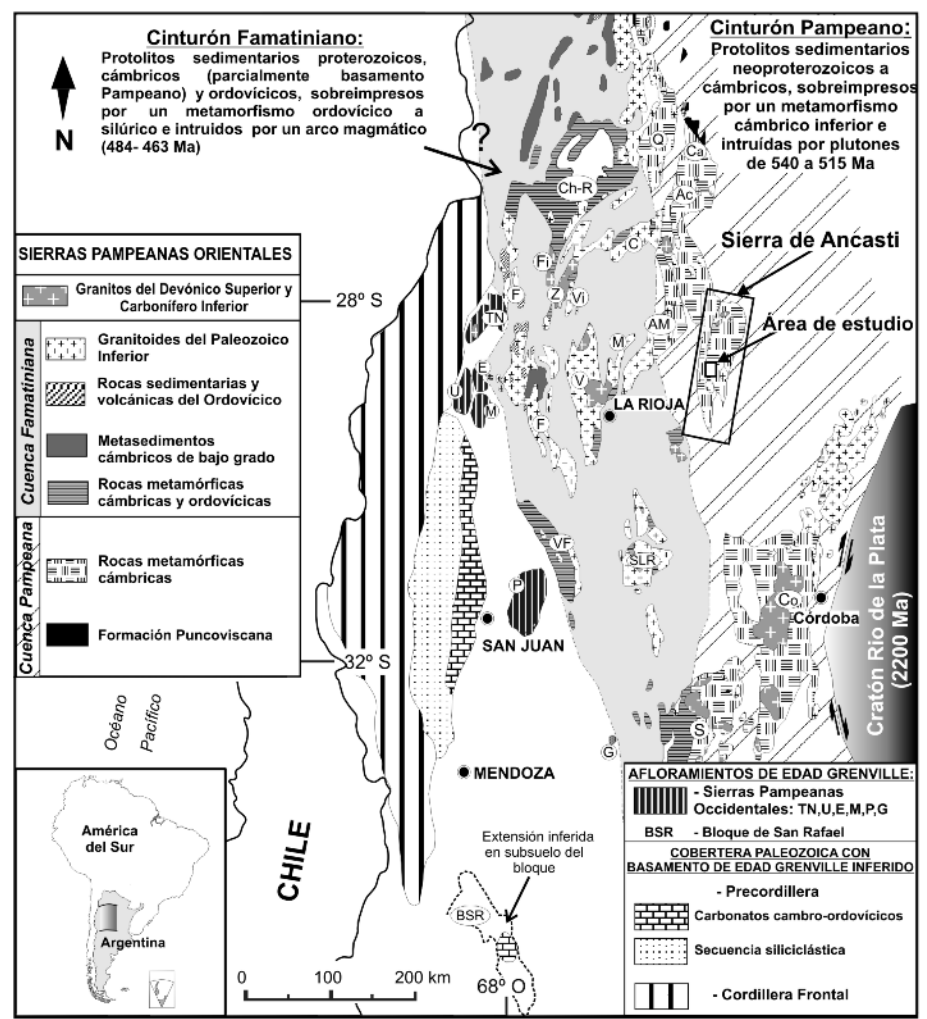 Cinturón Famatiniano:
Protolitos sedimentarios proterozoicos,
cámbricos (parcialmente basamento
Pampeano) y ordovícicos, sobreimpresos
por un metamorfismo ordovícico a
silúrico e intruidos por un arco magmático
(484- 463 Ma)
N
?
Cinturón Pampeano:
Protolitos sedimentarios
neoproterozoicos a
cámbricos, sobreimpresos
por un metamorfismo
cámbrico inferior e
intruídas por plutones
de 540 a 515 Ma
Q
Ca
Ch-R
Ac
C
Fi
F
Z
Vi
TN
AM
M
E
U
M
V
F
LA RIOJA
Sierra de Ancasti
Área de estudio
SIERRAS PAMPEANAS ORIENTALES
Granitos del Devónico Superior y
Carbonífero Inferior
Cuenca Famatiniana
Granitoides del Paleozoico
Inferior
Rocas sedimentarias y
volcánicas del Ordovícico
Metasedimentos
cámbricos de bajo grado
Rocas metamórficas
cámbricas y ordovícicas
Cuenca Pampeana
Rocas metamórficas
cámbricas
Formación Puncoviscana
28º S
32º S
VF
P
SLR
SAN JUAN
Co
Córdoba
S
G
MENDOZA
Cratón Rio de la Plata
(2200 Ma)
Océano
Pacífico
CHILE
América
del Sur
Argentina
Extensión inferida
en subsuelo del
bloque
BSR
0 100 200 km
68º O
AFLORAMIENTOS DE EDAD GRENVILLE:
- Sierras Pampeanas
Occidentales: TN,U,E,M,P,G
BSR - Bloque de San Rafael
COBERTERA PALEOZOICA CON
BASAMENTO DE EDAD GRENVILLE INFERIDO
- Precordillera
Carbonatos cambro-ordovícicos
Secuencia siliciclástica
- Cordillera Frontal